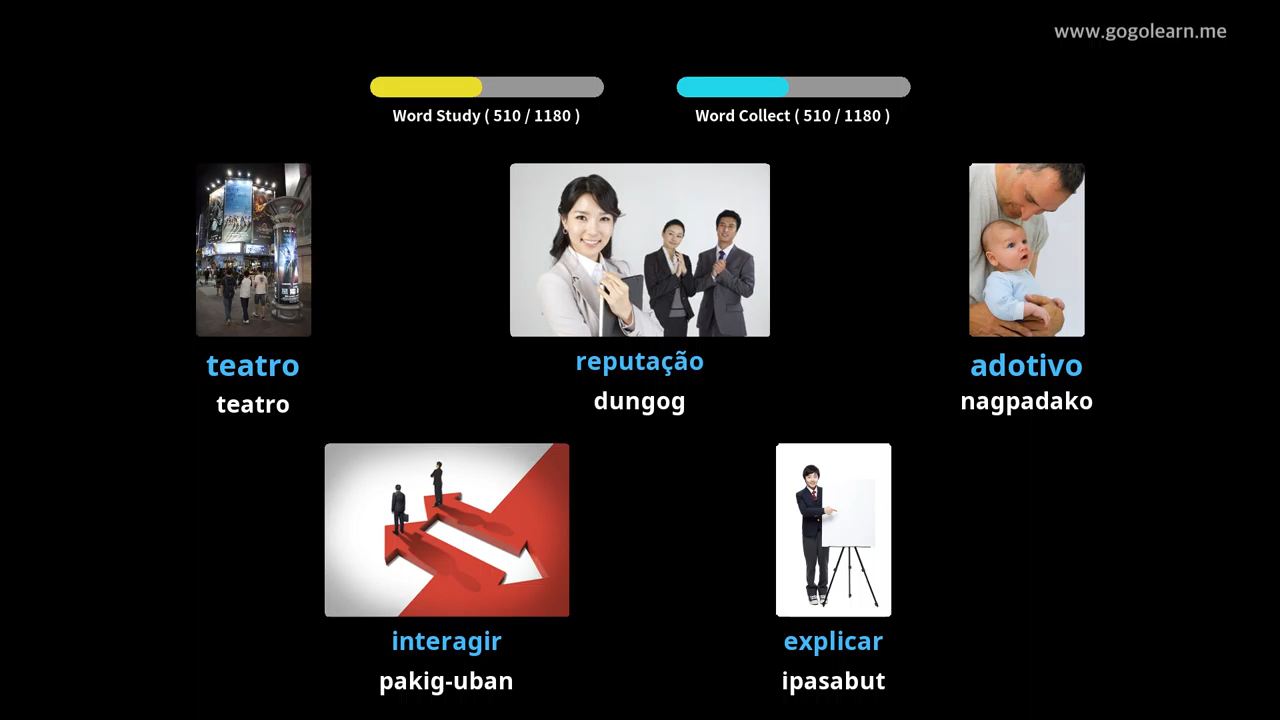 www.gogolearn.me
Word Study ( 510 / 1180 )
Word Collect ( 510 / 1180 )
teatro
teatro
reputação
dungog
adotivo
nagpadako
interagir
pakig-uban
explicar
ipasabut